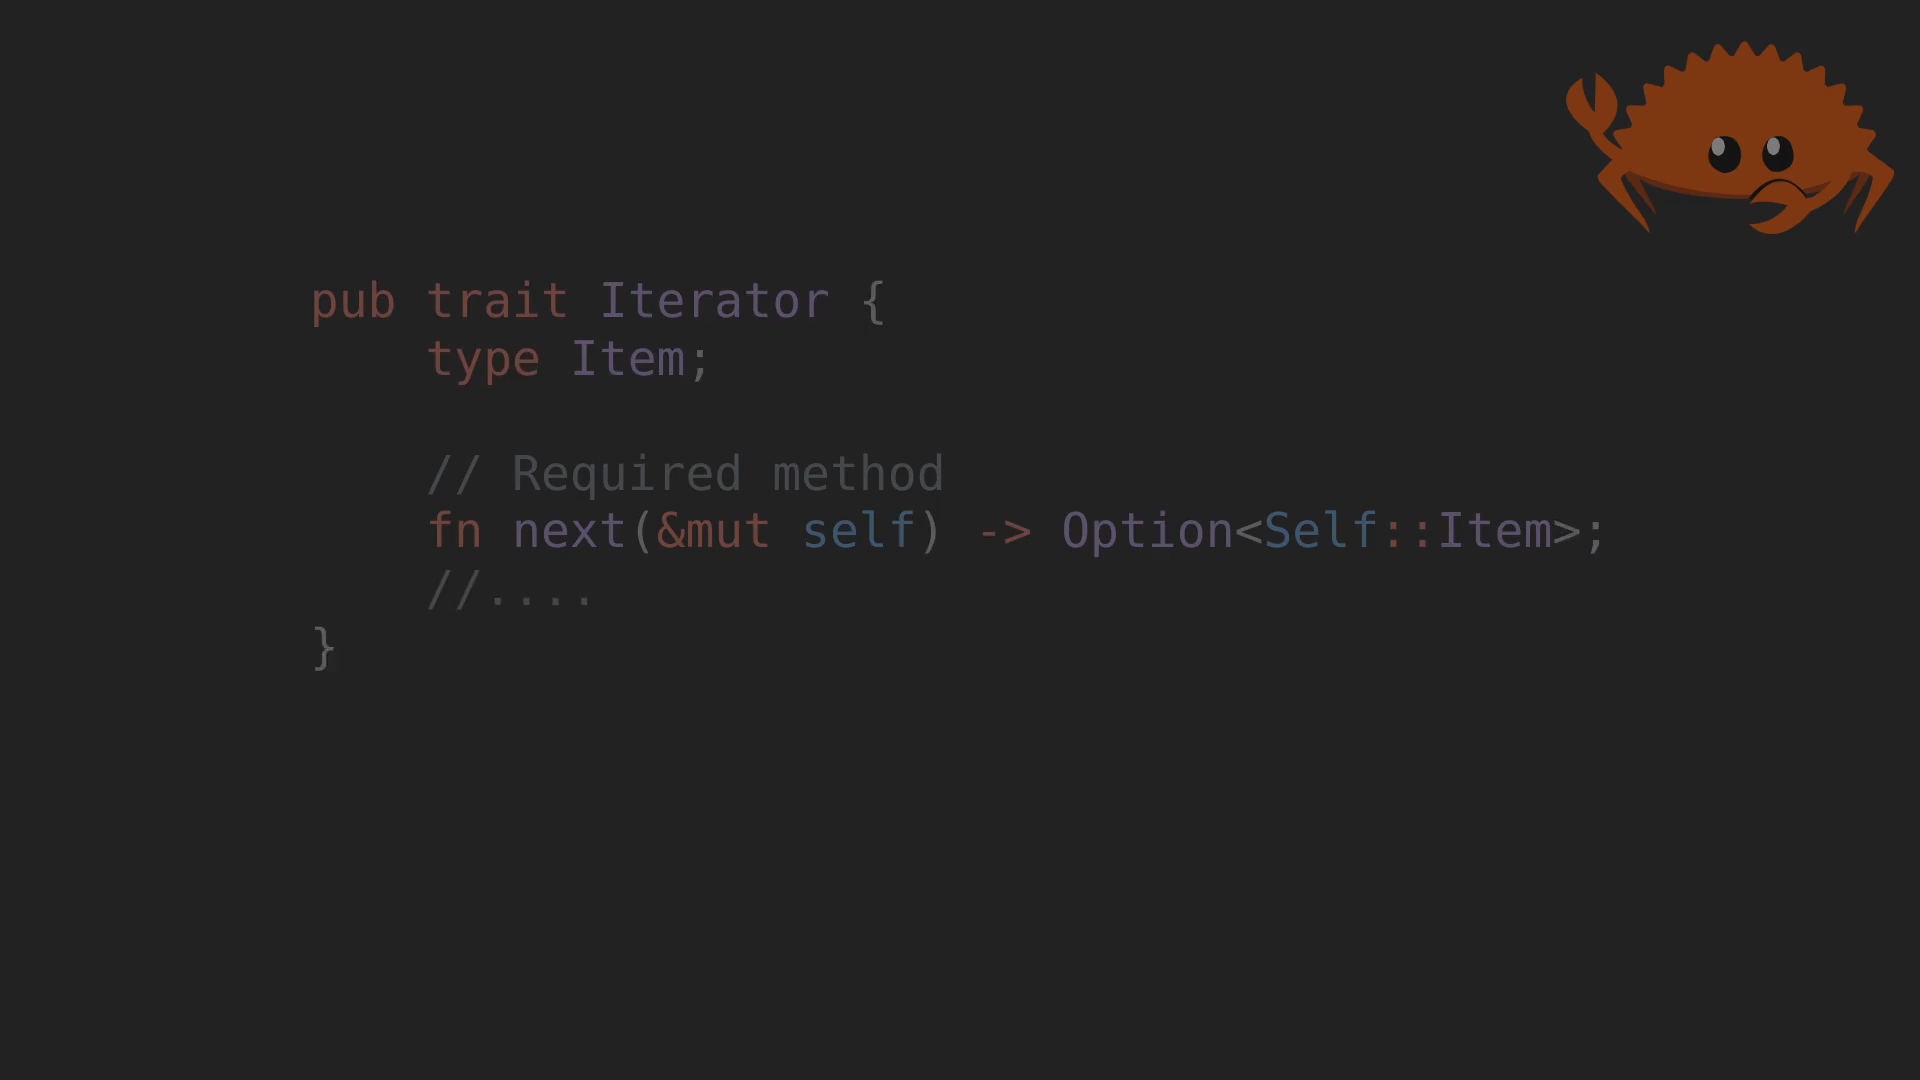 pub trait Iterator {
    type Item;

    // Required method
    fn next(&mut self) -> Option<Self::Item>;
    //....
}